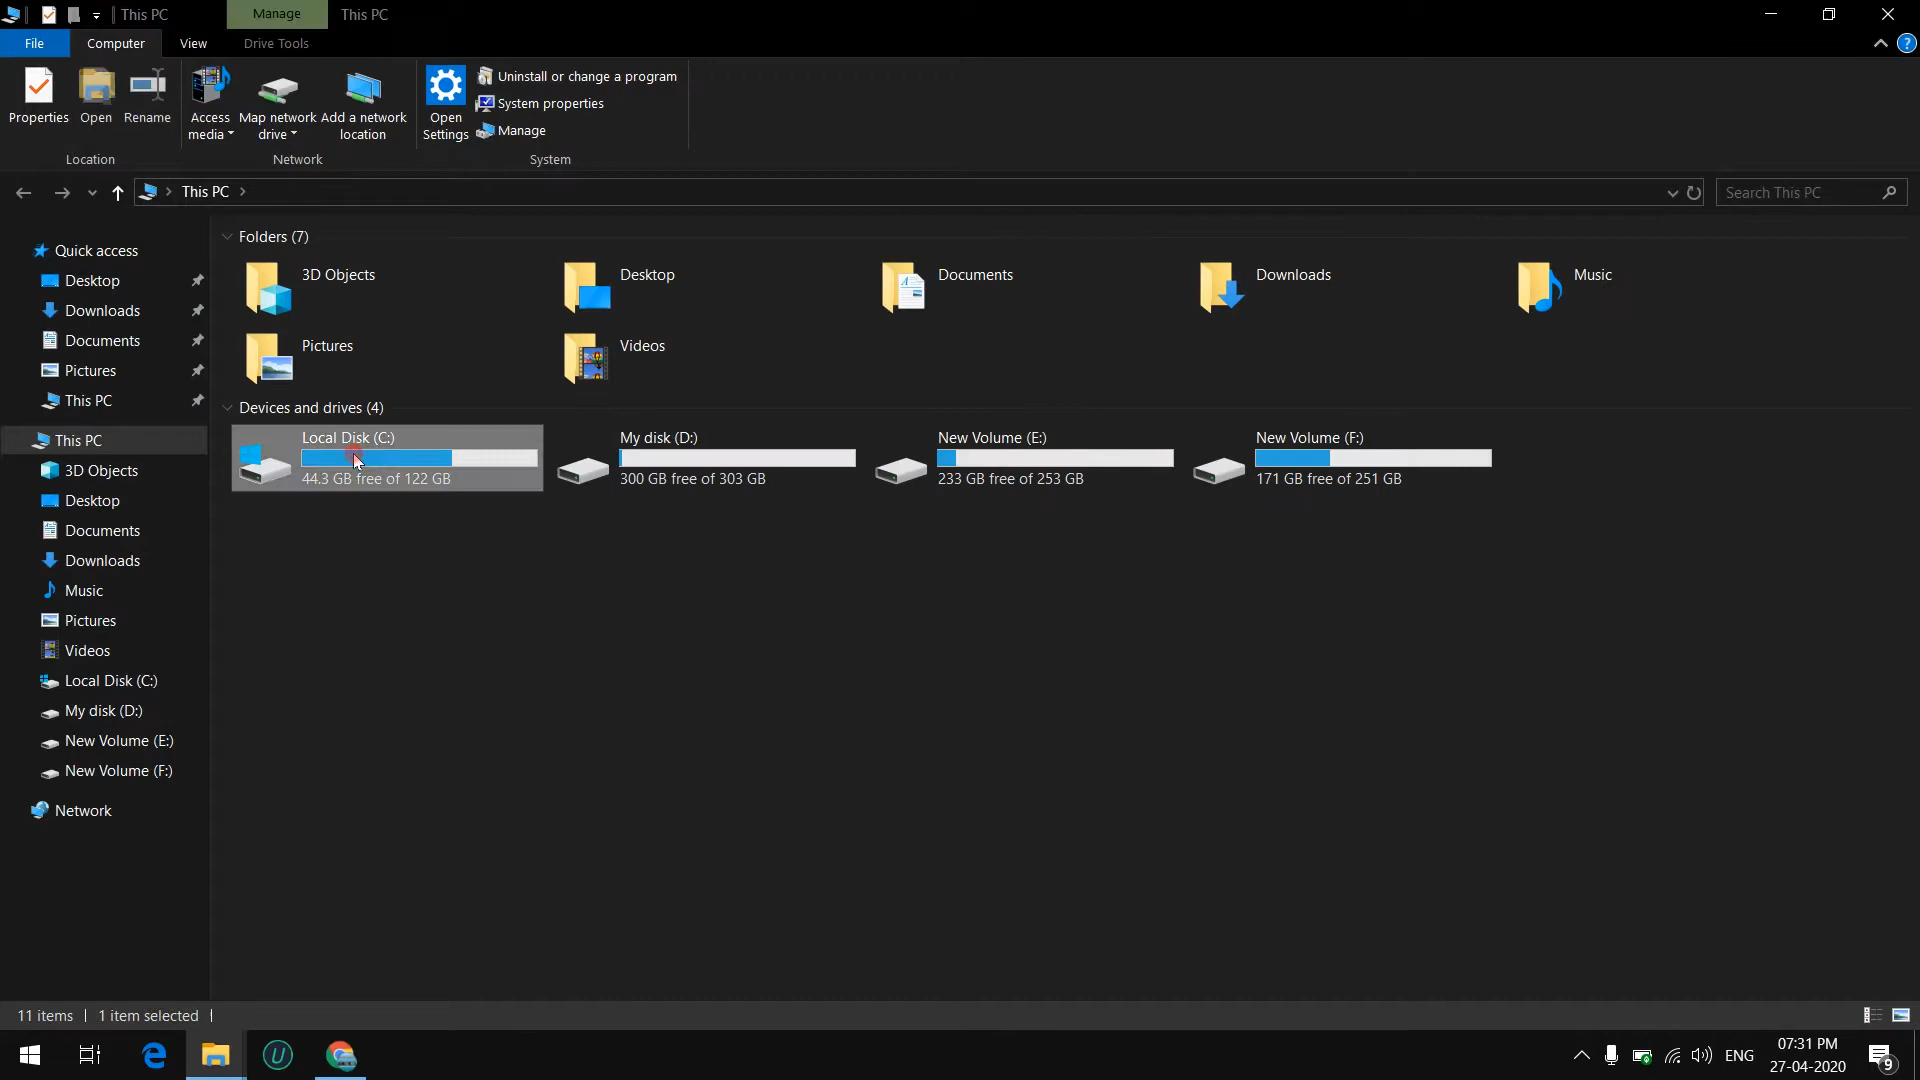 This PC
Manage
This PC
File
Computer
View
Drive Tools
Properties
Open
Rename
Access media
Map network drive
Add a network location
Open Settings
Uninstall or change a program
System properties
Manage
Location
Network
System
This PC
Search This PC
Quick access
Desktop
Downloads
Documents
Pictures
This PC
This PC
3D Objects
Desktop
Documents
Downloads
Music
Pictures
Videos
Local Disk (C:)
My disk (D:)
New Volume (E:)
New Volume (F:)
Network
Folders (7)
3D Objects
Desktop
Documents
Downloads
Music
Pictures
Videos
Devices and drives (4)
Local Disk (C:)
44.3 GB free of 122 GB
My disk (D:)
300 GB free of 303 GB
New Volume (E:)
233 GB free of 253 GB
New Volume (F:)
171 GB free of 251 GB
11 items
1 item selected
ENG
07:31 PM
27-04-2020
9